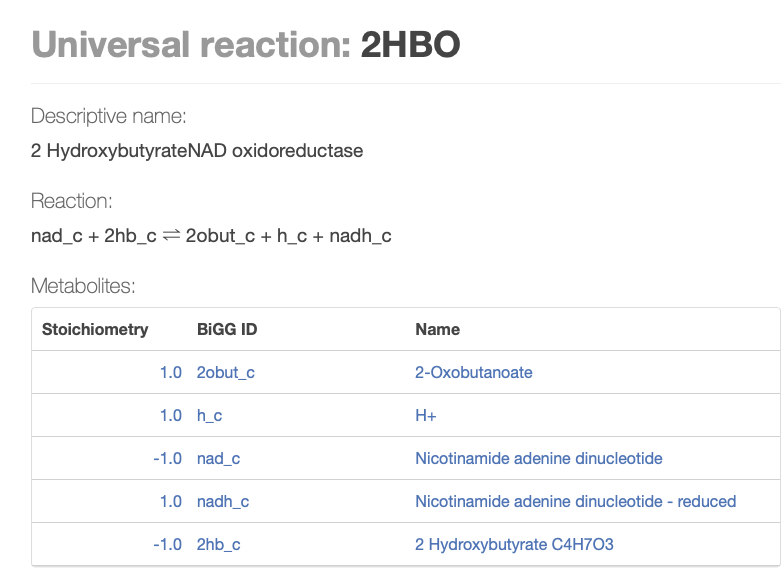 Universal reaction: 2HBO
Descriptive name:
2 HydroxybutyrateNAD oxidoreductase
Reaction:
nad_c + 2hb_c ⇌ 2obut_c + h_c + nadh_c
Metabolites:
Stoichiometry BiGG ID Name
1.0 2obut_c 2-Oxobutanoate
1.0 h_c H+
-1.0 nad_c Nicotinamide adenine dinucleotide
1.0 nadh_c Nicotinamide adenine dinucleotide - reduced
-1.0 2hb_c 2 Hydroxybutyrate C4H7O3